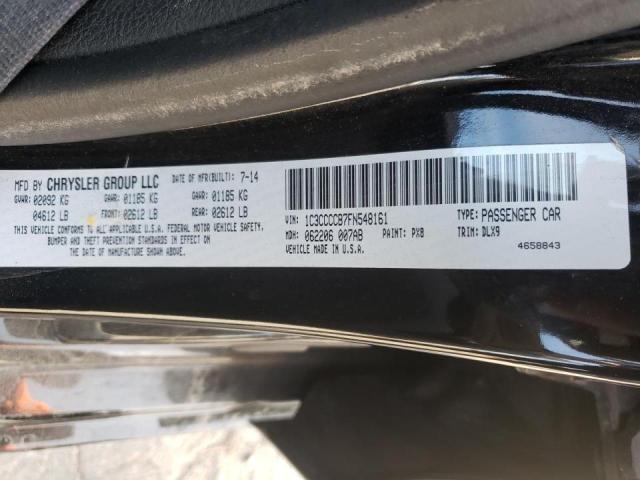 MFD BY CHRYSLER GROUP LLC DATE OF MFR(BUILT): 7-14
GVWR: 02092 KG GAWR: 01185 KG GAWR: 01185 KG
04612 LB FRONT: 02612 LB REAR: 02612 LB
THIS VEHICLE CONFORMS TO ALL APPLICABLE U.S.A. FEDERAL MOTOR VEHICLE SAFETY,
BUMPER AND THEFT PREVENTION STANDARDS IN EFFECT ON
THE DATE OF MANUFACTURE SHOWN ABOVE.
VIN: 1C3CCCCB7FN548161 TYPE: PASSENGER CAR
MDH: 062206 007AB PAINT: PX8 TRIM: DLX9
VEHICLE MADE IN U.S.A. 4658843